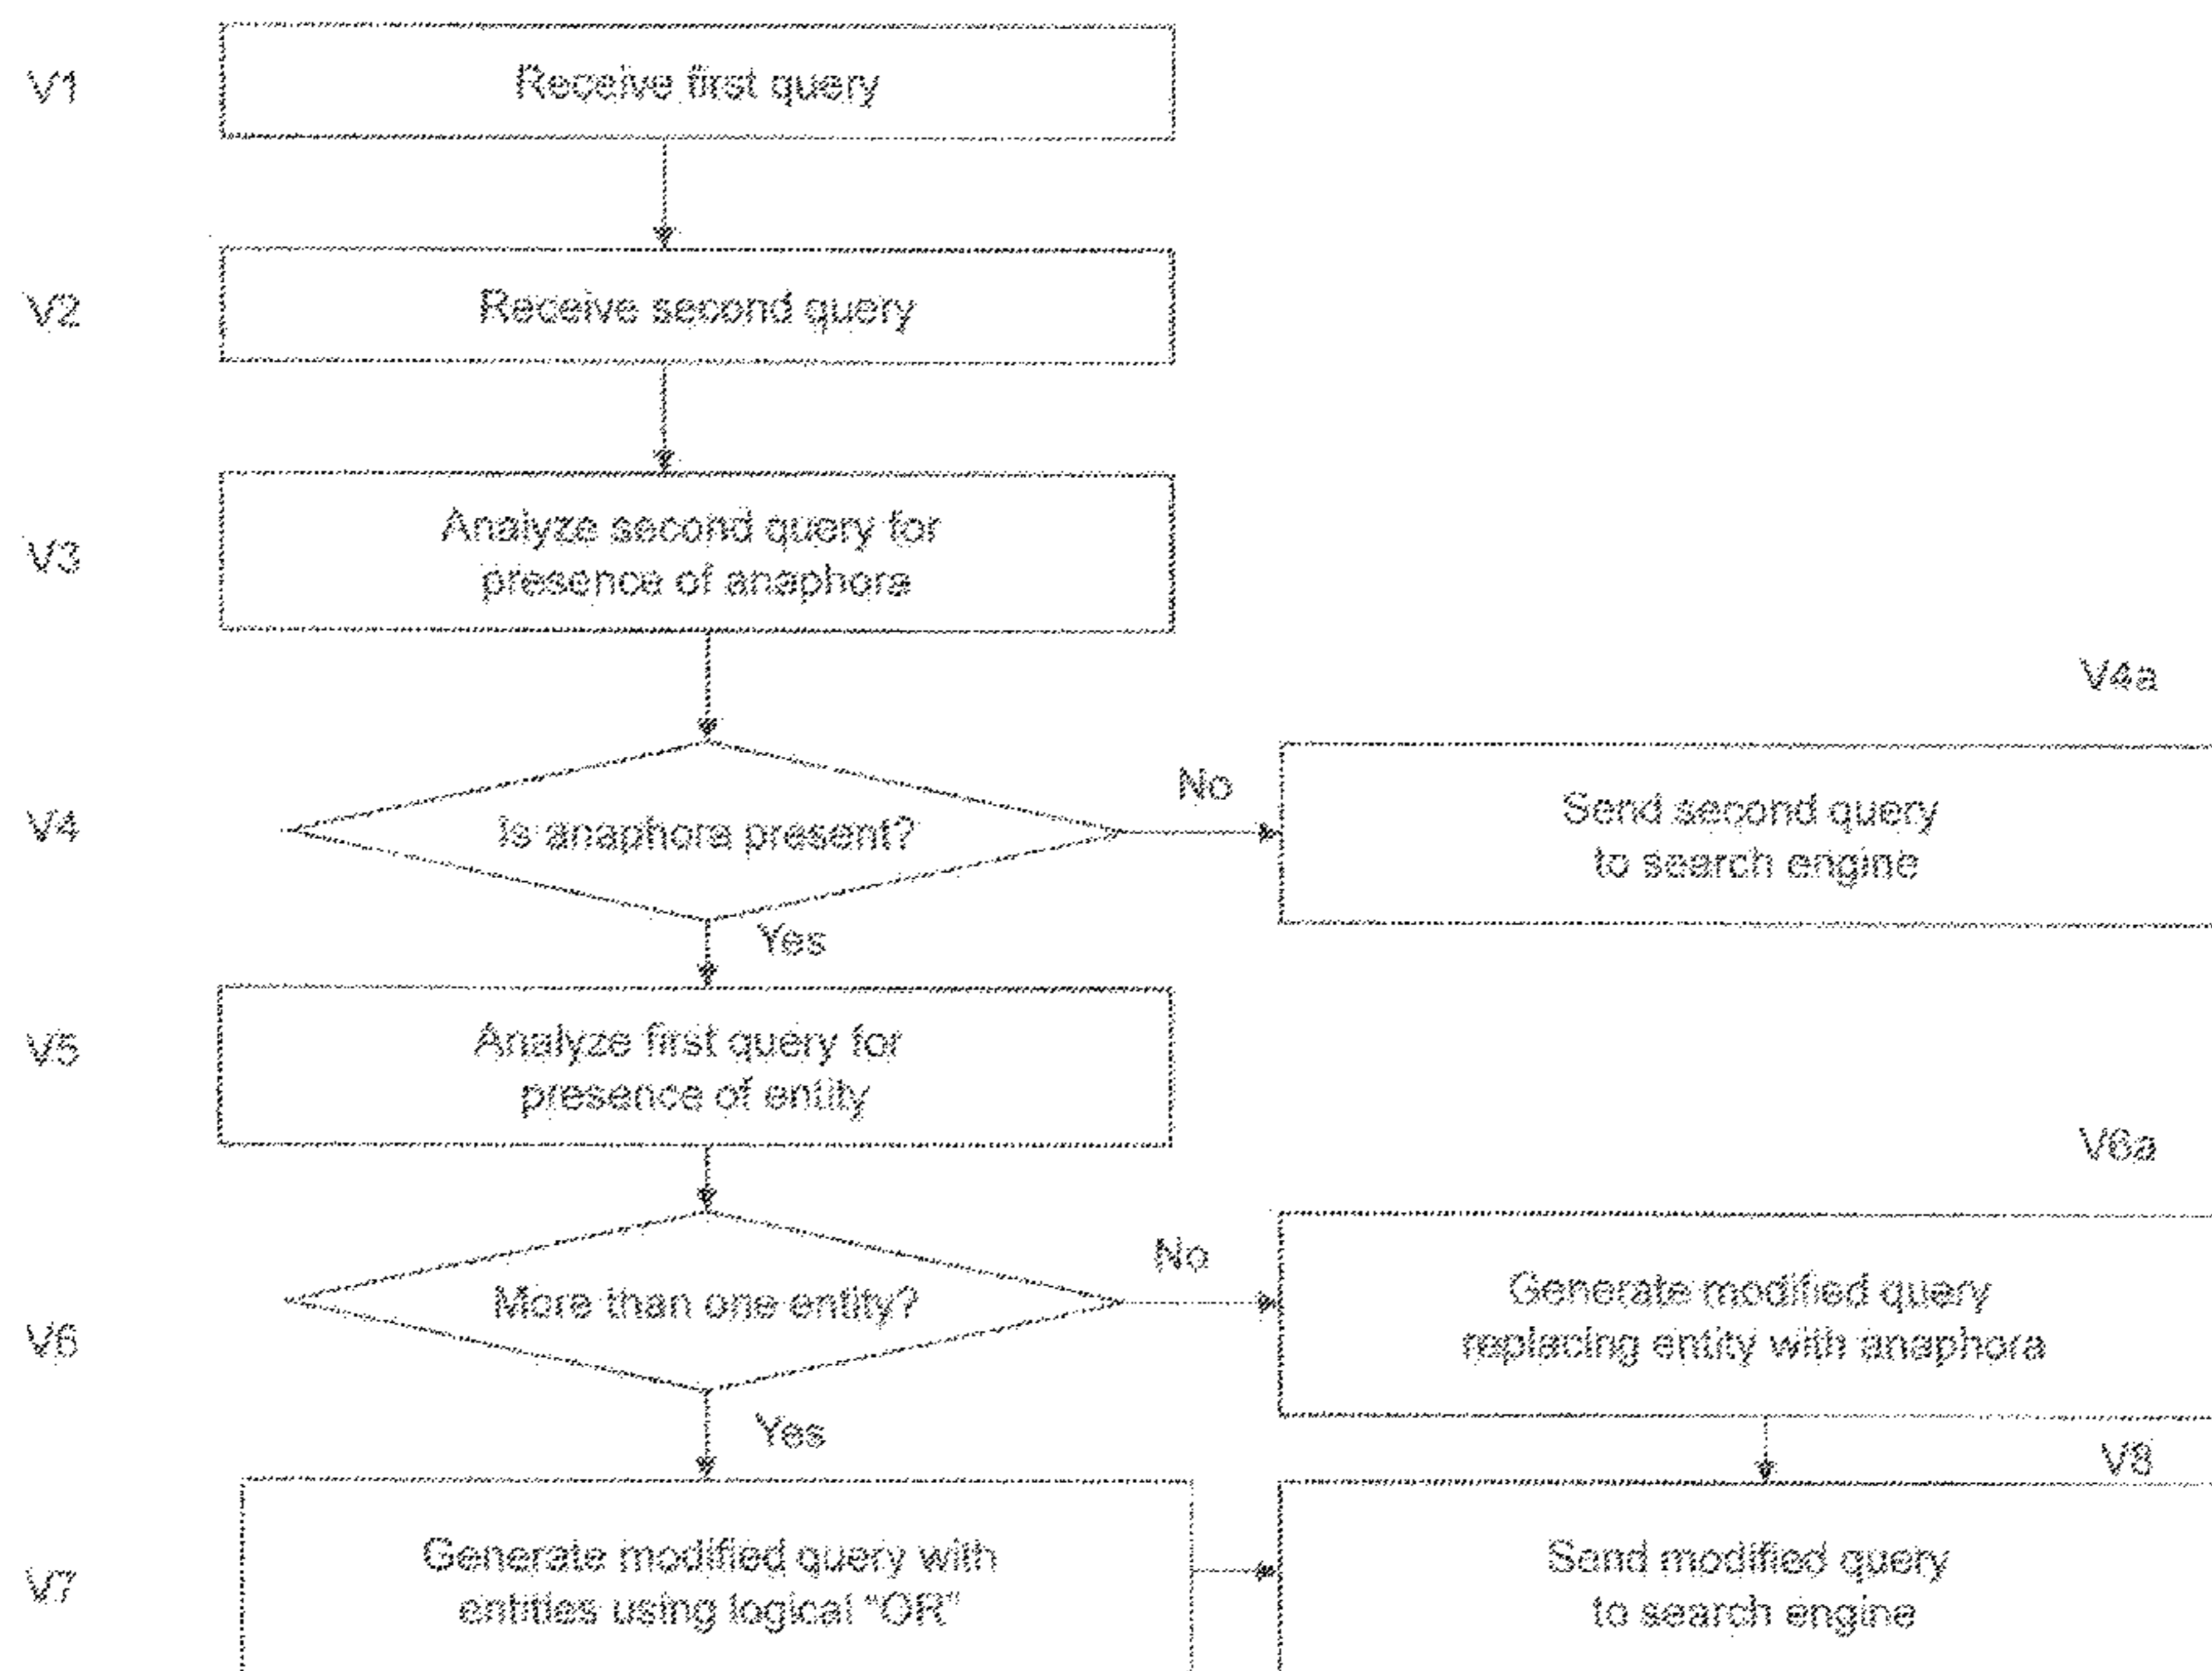 V1
Receive first query
V2
Receive second query
V3
Analyze second query for
presence of anaphora
V4
Is anaphora present?
No
V4a
Send second query
to search engine
Yes
V5
Analyze first query for
presence of entity
V6
More than one entity?
No
V6a
Generate modified query
replacing entity with anaphora
Yes
V7
Generate modified query with
entities using logical "OR"
V8
Send modified query
to search engine